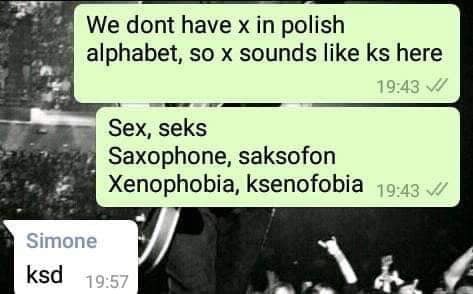 We dont have x in polish
alphabet, so x sounds like ks here
19:43
Sex, seks
Saxophone, saksofon
Xenophobia, ksenofobia 19:43
Simone
ksd 19:57